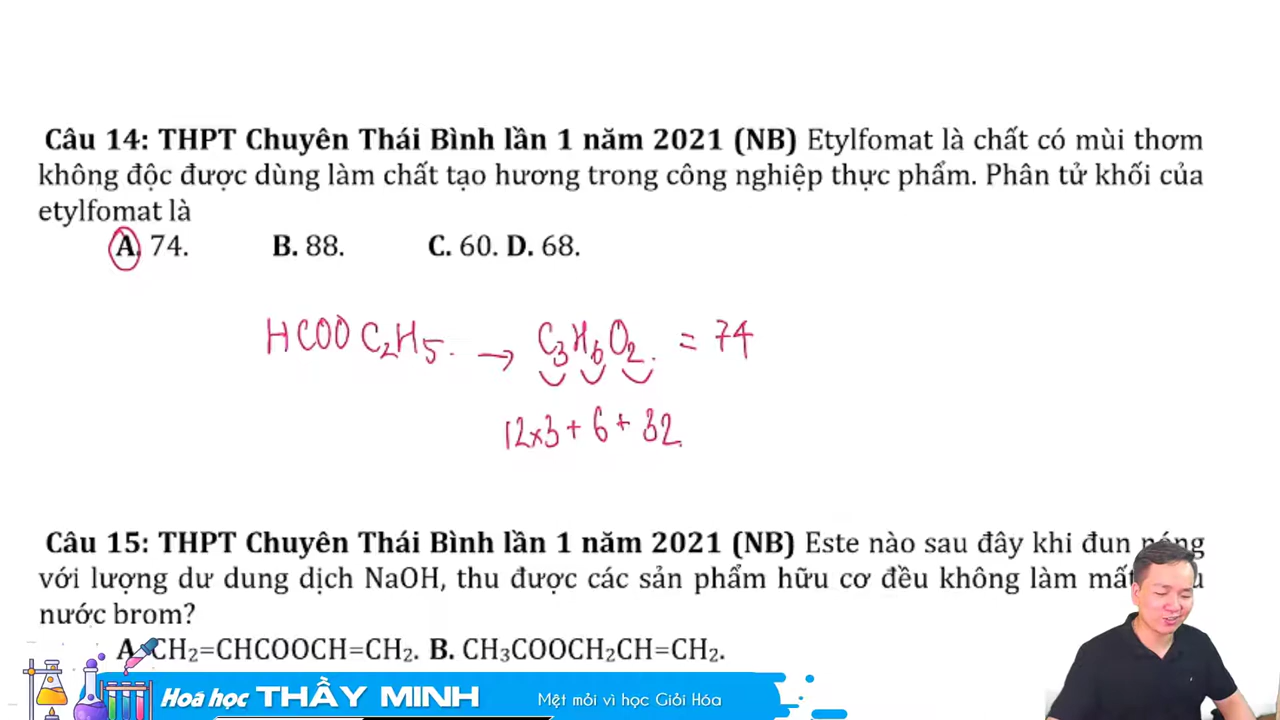 Câu 14: THPT Chuyên Thái Bình lần 1 năm 2021 (NB) Etylfomat là chất có mùi thơm
không độc được dùng làm chất tạo hương trong công nghiệp thực phẩm. Phân tử khối của
etylfomat là
A. 74. B. 88. C. 60. D. 68.
HCOOC₂H₅. → C₃H₆O₂. = 74
12x3 + 6 + 32
Câu 15: THPT Chuyên Thái Bình lần 1 năm 2021 (NB) Este nào sau đây khi đun nóng
với lượng dư dung dịch NaOH, thu được các sản phẩm hữu cơ đều không làm mất
nước brom?
A. CH₂=CHCOOCH=CH₂. B. CH₃COOCH₂CH=CH₂.
Hoá học THẦY MINH Mệt mỏi vì học Giỏi Hóa